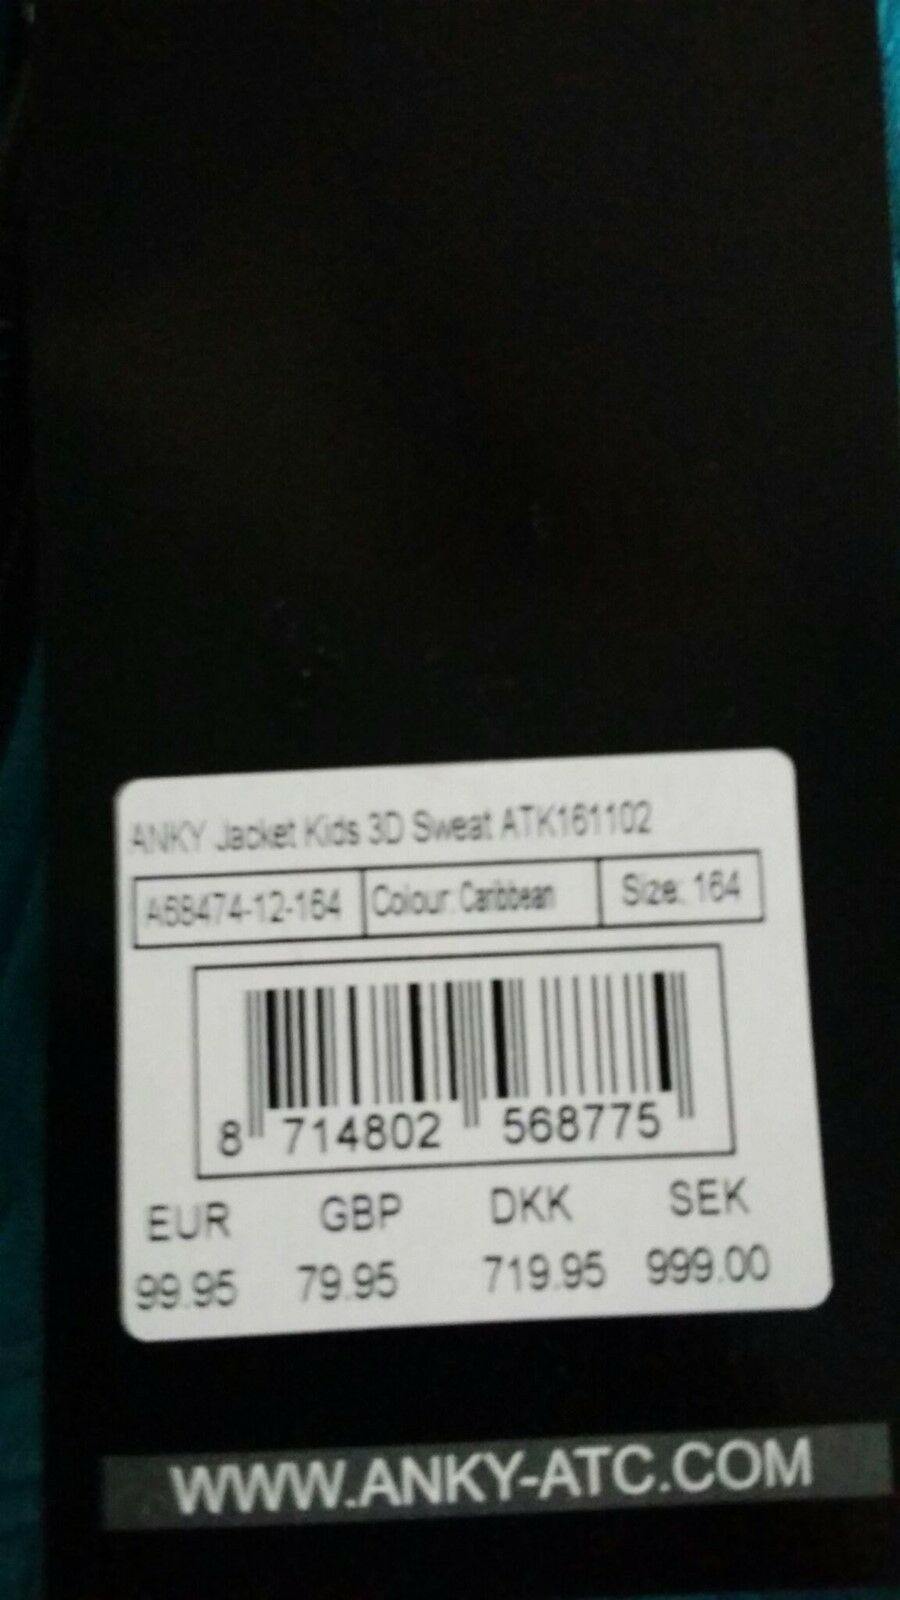 ANKY Jacket Kids 3D Sweat ATK161102
A68474-12-164 Colour: Caribbean Size: 164
8 714802 568775
EUR GBP DKK SEK
99.95 79.95 719.95 999.00
WWW.ANKY-ATC.COM